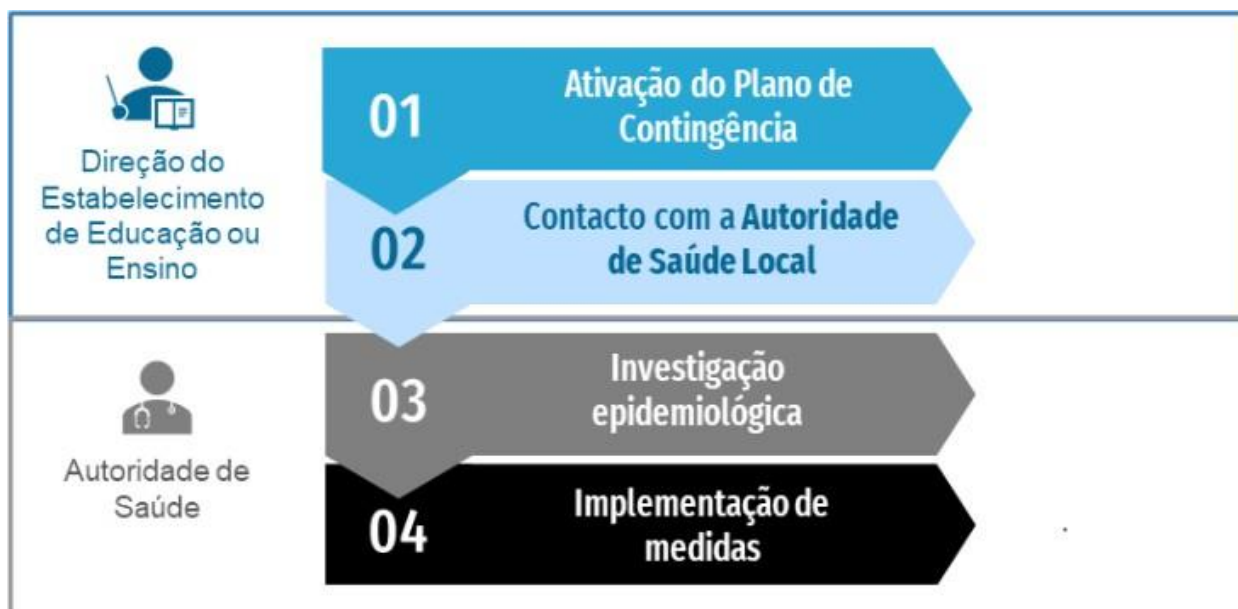 Direção do
Estabelecimento
de Educação ou
Ensino
01
Ativação do Plano de
Contingência
02
Contacto com a Autoridade
de Saúde Local
Autoridade de
Saúde
03
Investigação
epidemiológica
04
Implementação de
medidas